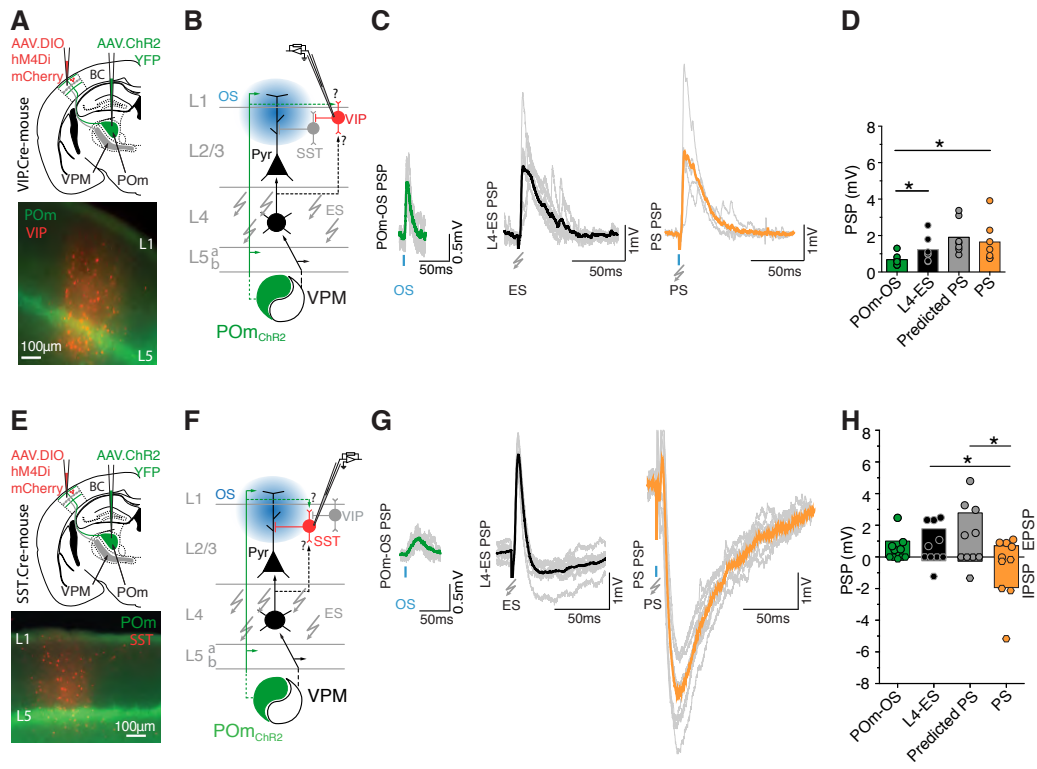 A
AAV.DIO
hM4Di
mCherry
AAV.ChR2
YFP
BC
VIP.Cre-mouse
VPM
POm
POm
VIP
L1
L5
100µm
B
OS
L1
L2/3
L4
L5 a
b
?
VIP
?
SST
Pyr
ES
VPM
POmChR2
C
POm-OS PSP
0.5mV
50ms
OS
L4-ES PSP
1mV
50ms
ES
PS PSP
1mV
50ms
PS
D
PSP (mV)
8
6
4
2
0
*
*
POm-OS
L4-ES
Predicted PS
PS
E
AAV.DIO
hM4Di
mCherry
AAV.ChR2
YFP
BC
SST.Cre-mouse
VPM
POm
POm
SST
L1
L5
100µm
F
OS
L1
L2/3
L4
L5 a
b
?
VIP
SST
?
Pyr
ES
VPM
POmChR2
G
POm-OS PSP
0.5mV
50ms
OS
L4-ES PSP
1mV
50ms
ES
PS PSP
1mV
50ms
PS
H
PSP (mV)
8
6
4
2
0
-2
-4
-6
-8
*
*
IPSP EPSP
POm-OS
L4-ES
Predicted PS
PS